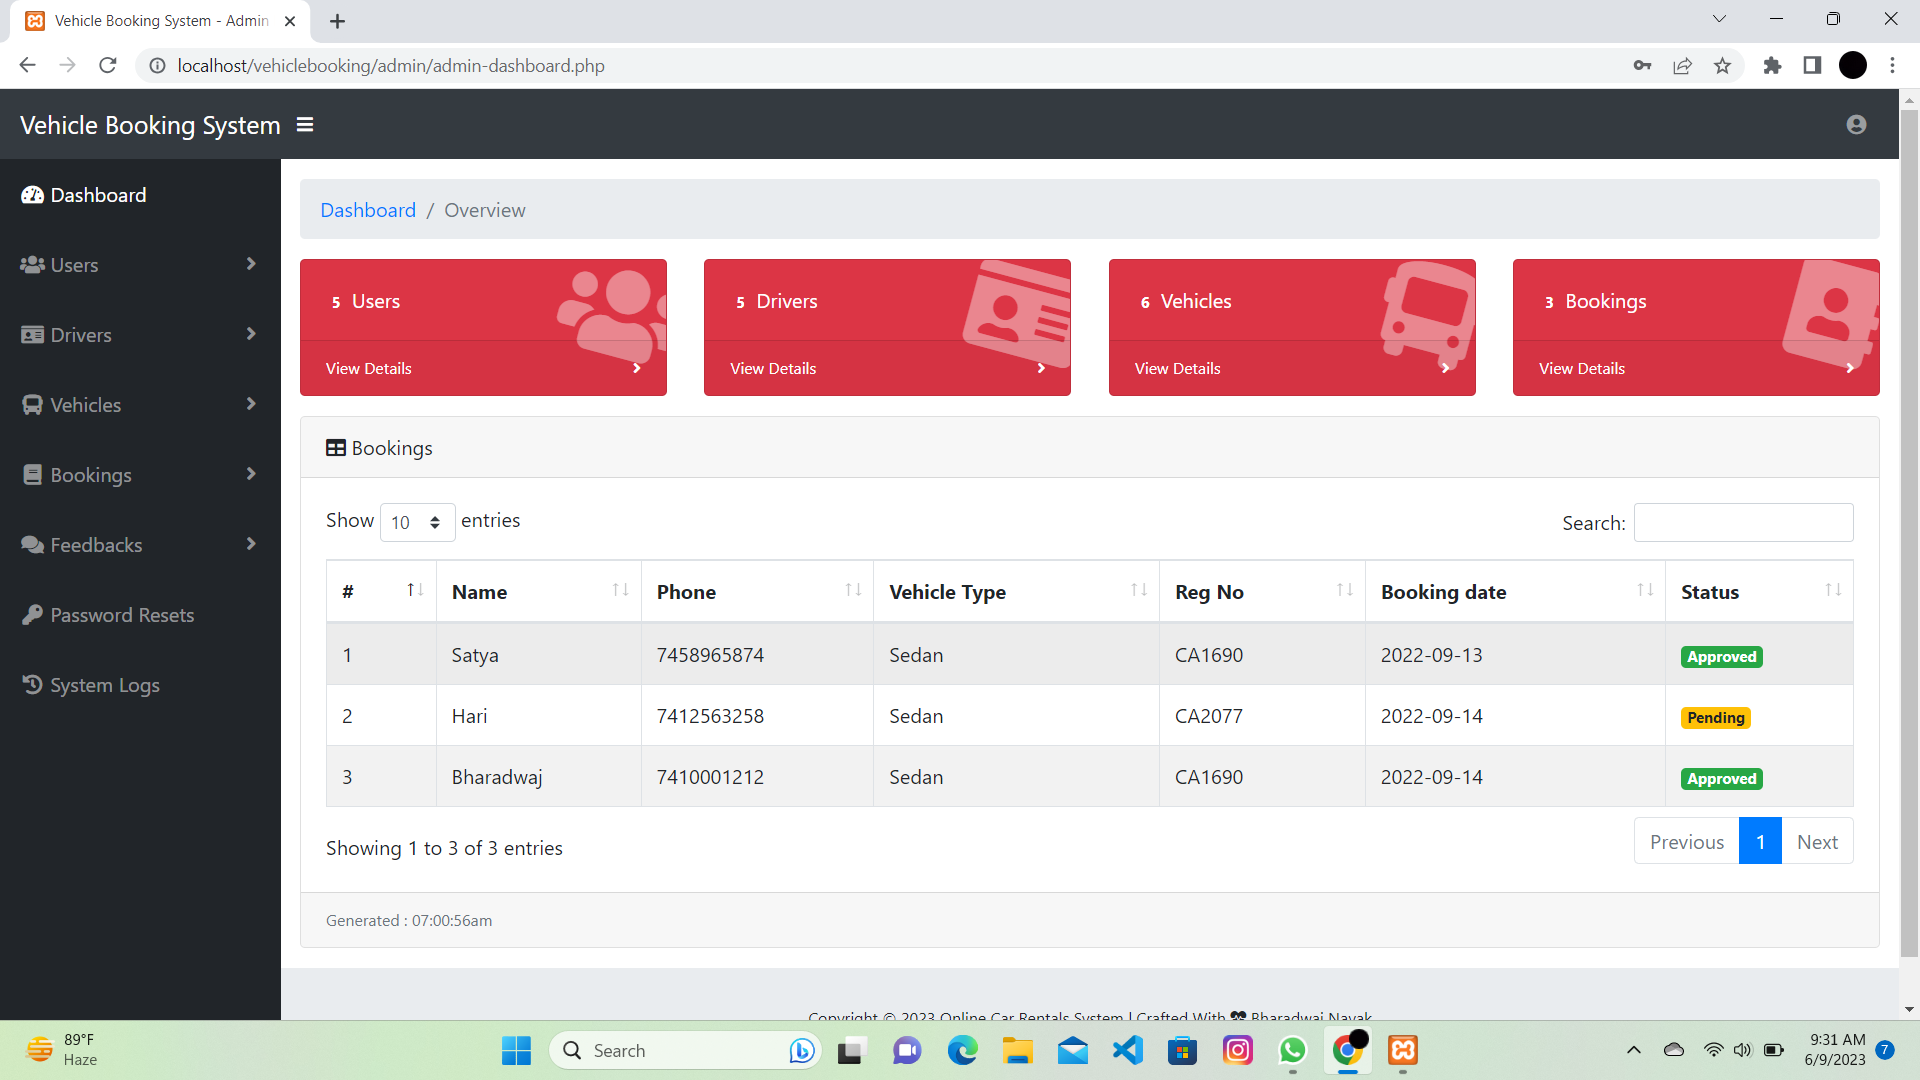 Vehicle Booking System - Admin
localhost/vehiclebooking/admin/admin-dashboard.php
Vehicle Booking System
Dashboard
Users
Drivers
Vehicles
Bookings
Feedbacks
Password Resets
System Logs
Dashboard / Overview
5 Users
View Details
5 Drivers
View Details
6 Vehicles
View Details
3 Bookings
View Details
Bookings
Show 10 entries
Search:
# Name Phone Vehicle Type Reg No Booking date Status
1 Satya 7458965874 Sedan CA1690 2022-09-13 Approved
2 Hari 7412563258 Sedan CA2077 2022-09-14 Pending
3 Bharadwaj 7410001212 Sedan CA1690 2022-09-14 Approved
Showing 1 to 3 of 3 entries
Previous 1 Next
Generated : 07:00:56am
Copyright © 2023 Online Car Rentals System | Crafted With Bharadwaj Nayak
89°F
Haze
Search
9:31 AM
6/9/2023
7